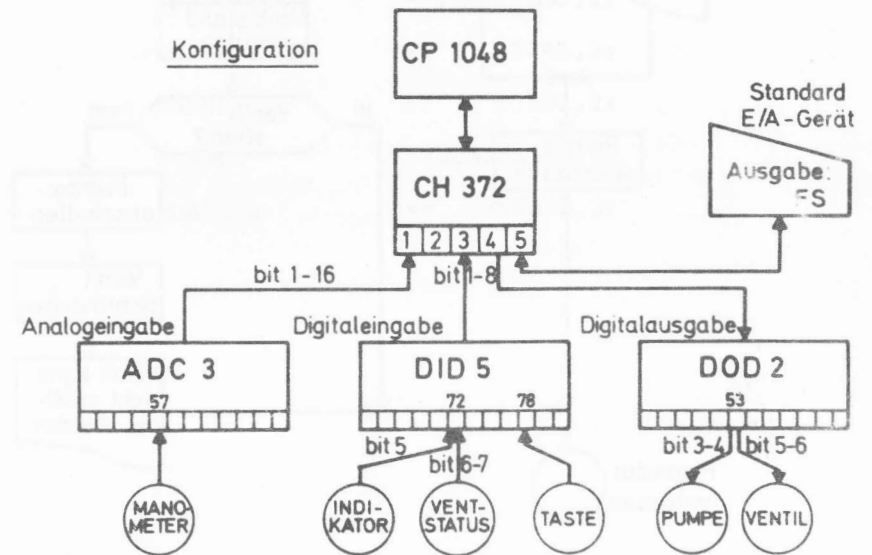 Konfiguration
CP 1048
Standard
E/A-Gerät
Ausgabe:
FS
CH 372
1 2 3 4 5
bit 1-16
bit 1-8
Analogeingabe
Digitaleingabe
Digitalausgabe
ADC 3
DID 5
DOD 2
57
72
78
53
bit 5
bit 6-7
bit 3-4
bit 5-6
MANO-
METER
INDI-
KATOR
VENT-
STATUS
TASTE
PUMPE
VENTIL